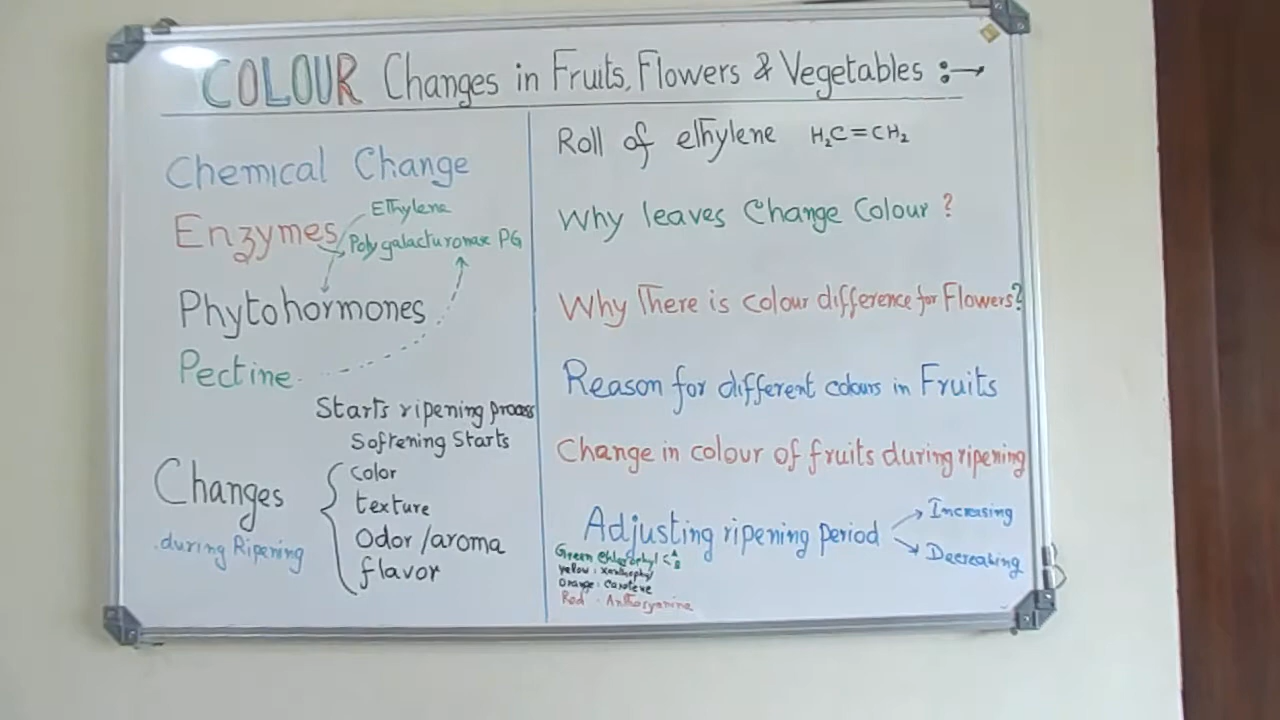 COLOUR Changes in Fruits, Flowers & Vegetables :→
Chemical Change
Enzymes
Ethylene
Polygalacturonase PG
Phytohormones
Pectine
Starts ripening process
Softening Starts
Changes
during Ripening
Color
texture
Odor/aroma
flavor
Roll of ethylene H₂C=CH₂
Why leaves Change Colour ?
Why There is colour difference for Flowers?
Reason for different colours in Fruits
Change in colour of fruits during ripening
Adjusting ripening period
Increasing
Decreasing
Green Chlorophyl < A B
Yellow : Xanthophyl
Orange : Carotene
Red - Anthocyanine